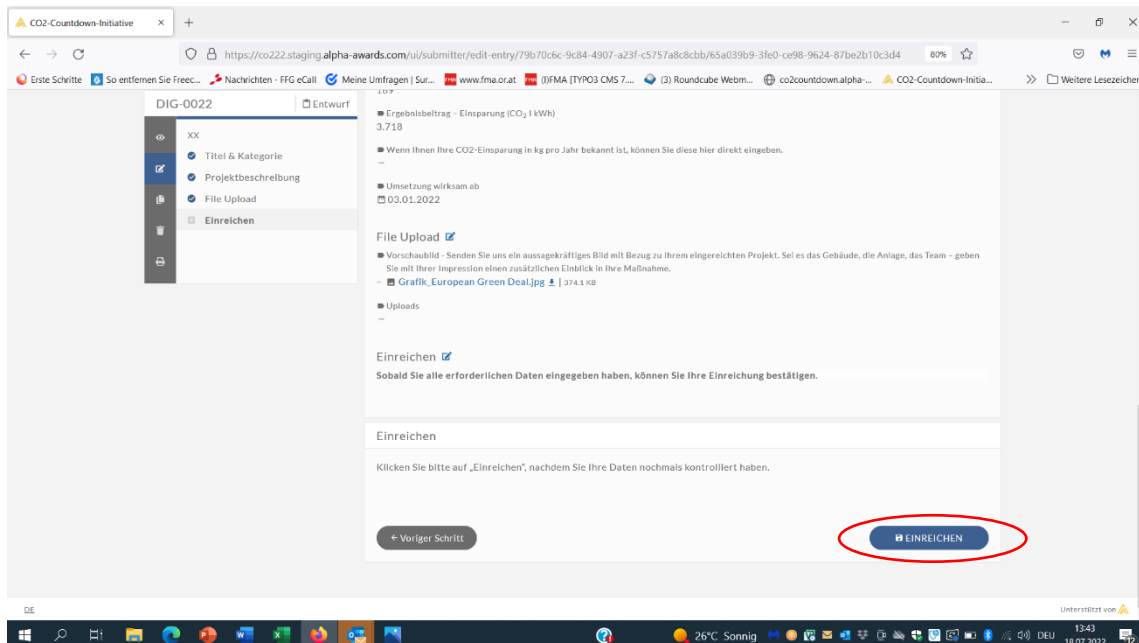 CO2-Countdown-Initiative
https://co222.staging.alpha-awards.com/ui/submitter/edit-entry/79b70c6c-9c84-4907-a23f-c5757a8c8cbb/65a039b9-3fe0-ce98-9624-87be2b10c3d4
80%
Erste Schritte So entfernen Sie Freec... Nachrichten - FFG eCall Meine Umfragen | Sur... www.fma.or.at (I)FMA [TYPO3 CMS 7.... (3) Roundcube Webm... co2countdown.alpha-... CO2-Countdown-Initia... Weitere Lesezeichen
DIG-0022 Entwurf
XX
Titel & Kategorie
Projektbeschreibung
File Upload
Einreichen
Ergebnisbeitrag – Einsparung (CO₂ I kWh)
3.718
Wenn Ihnen Ihre CO2-Einsparung in kg pro Jahr bekannt ist, können Sie diese hier direkt eingeben.
–
Umsetzung wirksam ab
03.01.2022
File Upload
Vorschaubild - Senden Sie uns ein aussagekräftiges Bild mit Bezug zu Ihrem eingereichten Projekt. Sei es das Gebäude, die Anlage, das Team – geben
Sie mit Ihrer Impression einen zusätzlichen Einblick in Ihre Maßnahme.
– Grafik_European Green Deal.jpg | 374.1 KB
Uploads
–
Einreichen
Sobald Sie alle erforderlichen Daten eingegeben haben, können Sie Ihre Einreichung bestätigen.
Einreichen
Klicken Sie bitte auf „Einreichen", nachdem Sie Ihre Daten nochmals kontrolliert haben.
← Voriger Schritt
EINREICHEN
DE
Unterstützt von
26°C Sonnig
DEU
13:43
18.07.2022